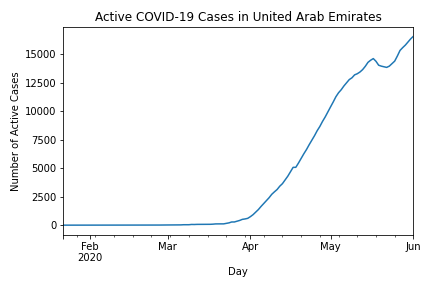 Active COVID-19 Cases in United Arab Emirates
Number of Active Cases
15000
12500
10000
7500
5000
2500
0
Feb Mar Apr May Jun
2020
Day